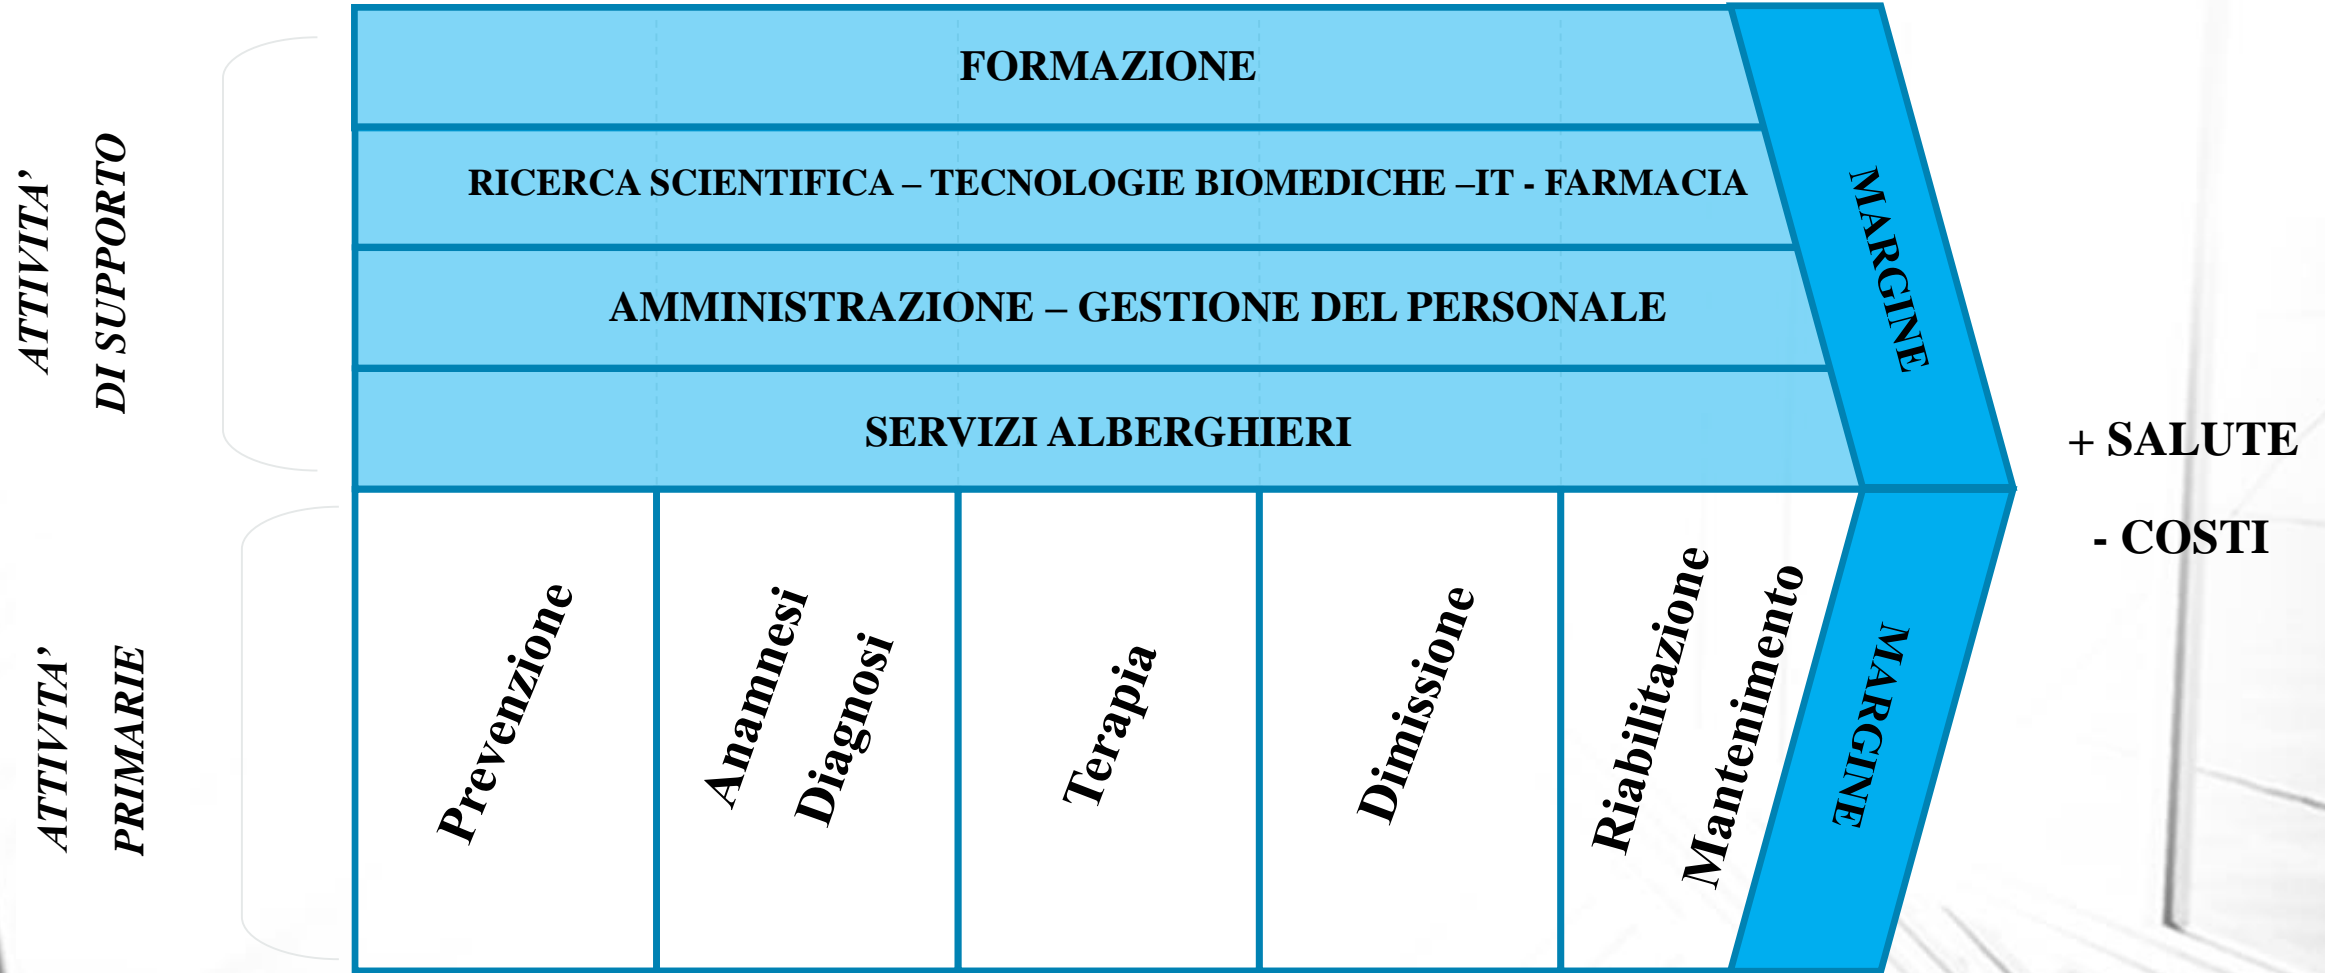 ATTIVITA’
DI SUPPORTO
FORMAZIONE
RICERCA SCIENTIFICA – TECNOLOGIE BIOMEDICHE –IT - FARMACIA
AMMINISTRAZIONE – GESTIONE DEL PERSONALE
SERVIZI ALBERGHIERI
MARGINE
+ SALUTE
- COSTI
ATTIVITA’
PRIMARIE
Prevenzione
Anamnesi
Diagnosi
Terapia
Dimissione
Riabilitazione
Mantenimento
MARGINE